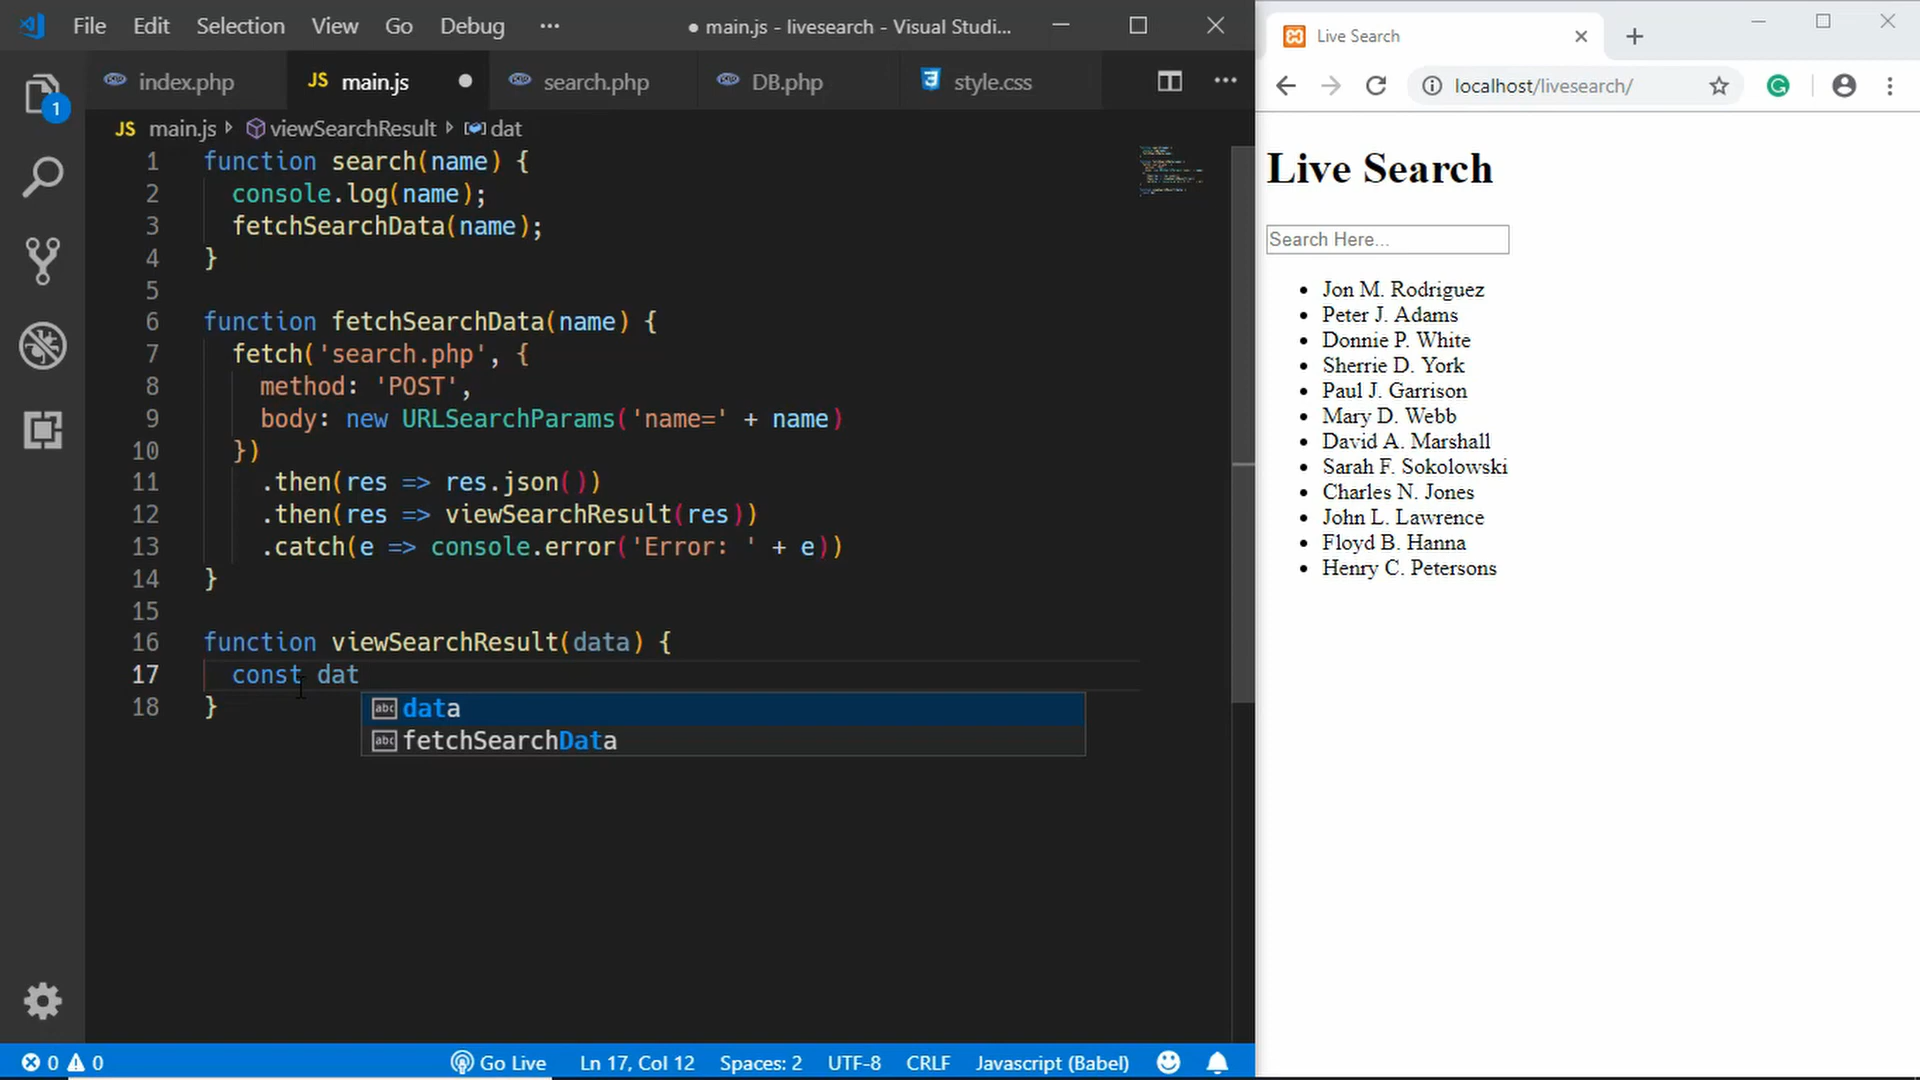 File Edit Selection View Go Debug ··· ● main.js - livesearch - Visual Studi...
index.php JS main.js ● search.php DB.php style.css ···
1
JS main.js viewSearchResult dat
1 function search(name) {
2 console.log(name);
3 fetchSearchData(name);
4 }
5
6 function fetchSearchData(name) {
7 fetch('search.php', {
8 method: 'POST',
9 body: new URLSearchParams('name=' + name)
10 })
11 .then(res => res.json())
12 .then(res => viewSearchResult(res))
13 .catch(e => console.error('Error: ' + e))
14 }
15
16 function viewSearchResult(data) {
17 const dat
abc data
abc fetchSearchData
18 }
0 0 Go Live Ln 17, Col 12 Spaces: 2 UTF-8 CRLF Javascript (Babel)
Live Search
localhost/livesearch/
Live Search
Search Here...
• Jon M. Rodriguez
• Peter J. Adams
• Donnie P. White
• Sherrie D. York
• Paul J. Garrison
• Mary D. Webb
• David A. Marshall
• Sarah F. Sokolowski
• Charles N. Jones
• John L. Lawrence
• Floyd B. Hanna
• Henry C. Petersons